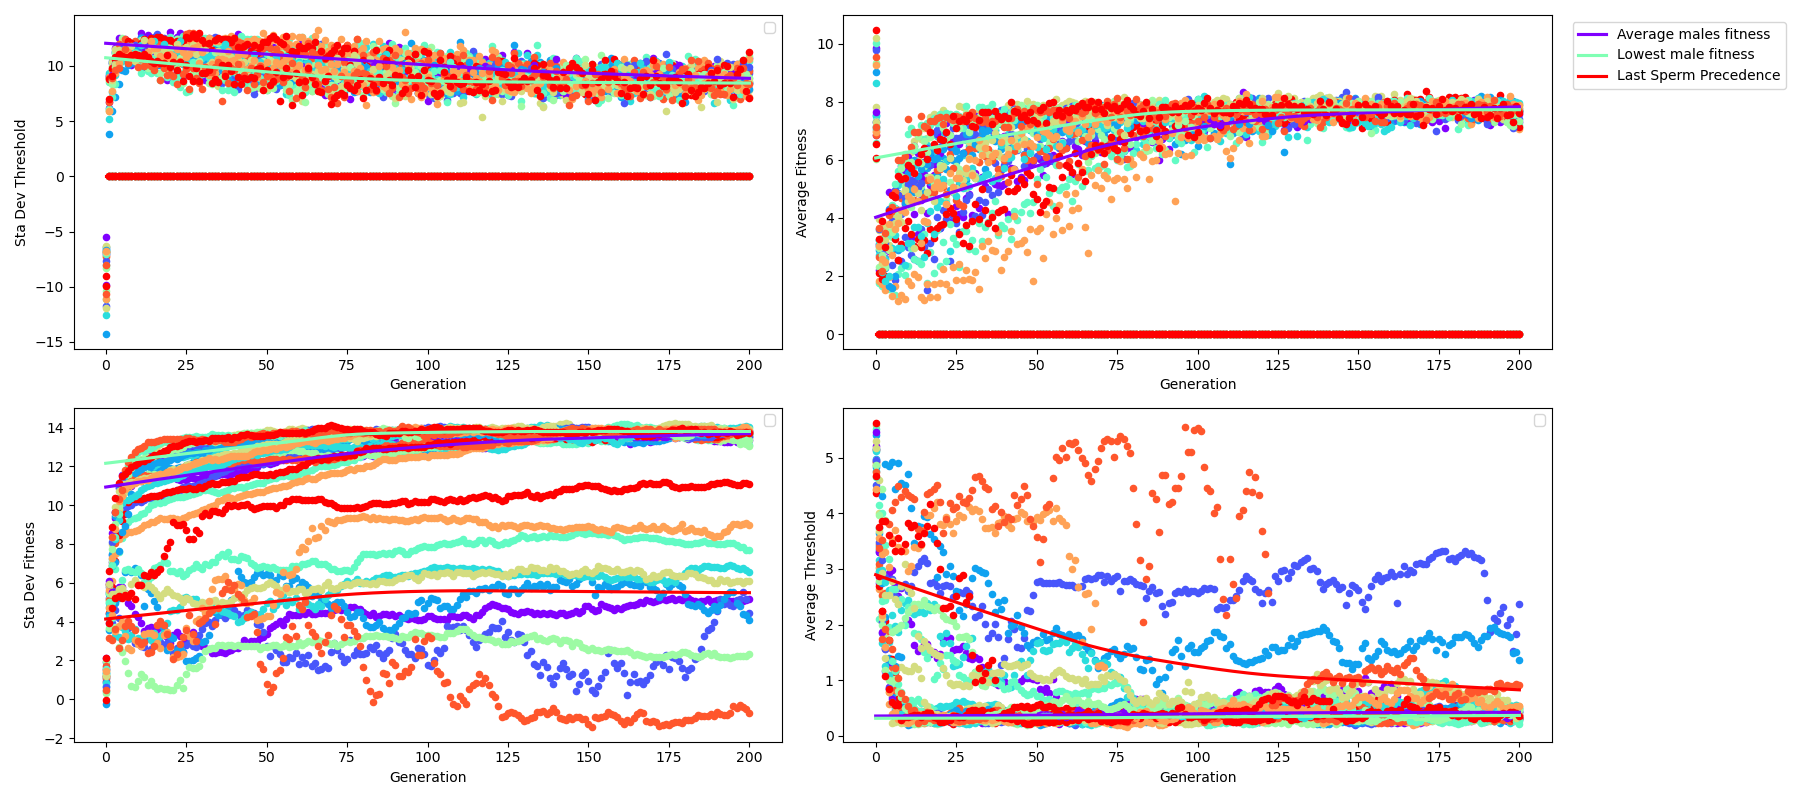 Sta Dev Threshold
10
5
0
−5
−10
−15
0 25 50 75 100 125 150 175 200
Generation
Average Fitness
10
8
6
4
2
0
0 25 50 75 100 125 150 175 200
Generation
Average males fitness
Lowest male fitness
Last Sperm Precedence
Sta Dev Fitness
14
12
10
8
6
4
2
0
−2
0 25 50 75 100 125 150 175 200
Generation
Average Threshold
5
4
3
2
1
0
0 25 50 75 100 125 150 175 200
Generation